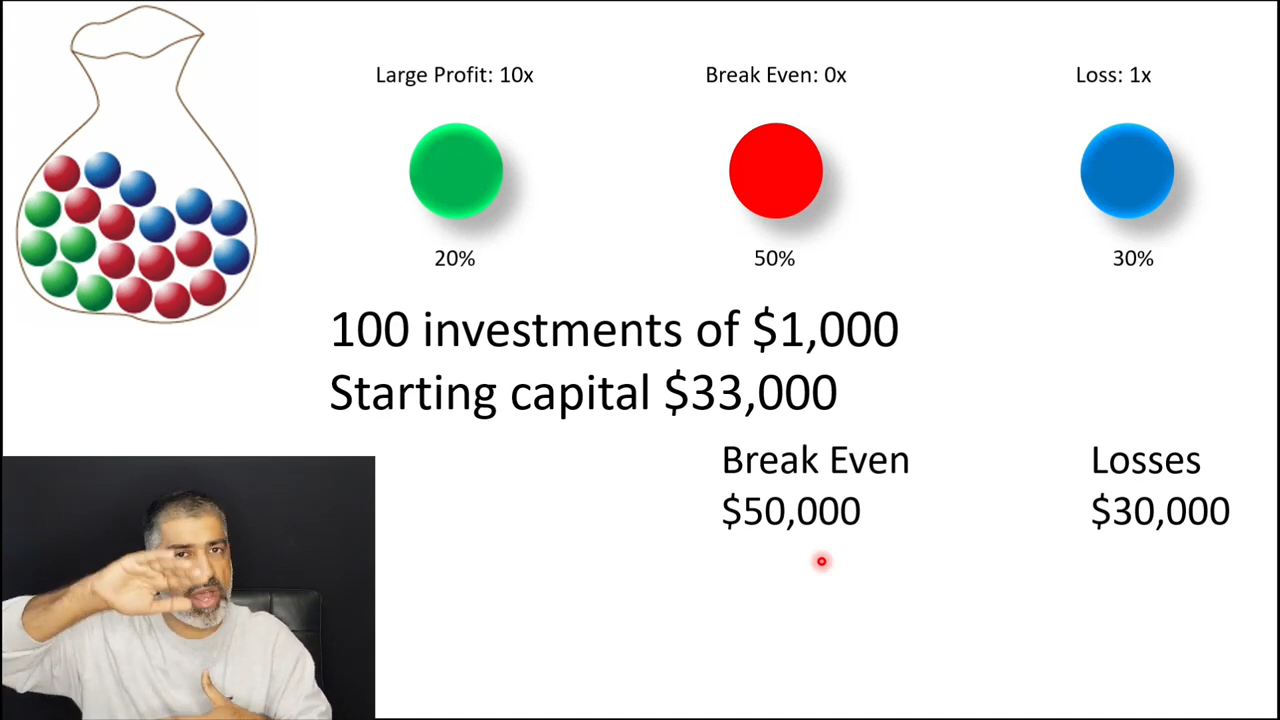 Large Profit: 10x
Break Even: 0x
Loss: 1x
20%
50%
30%
100 investments of $1,000
Starting capital $33,000
Break Even
$50,000
Losses
$30,000